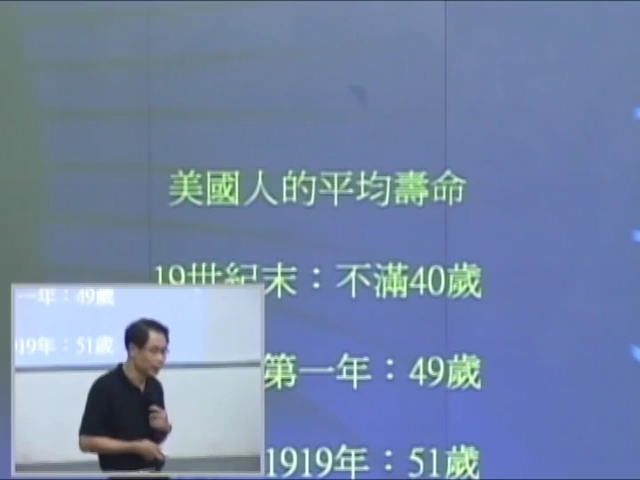 美國人的平均壽命
19世紀末：不滿40歲
第一年：49歲
1919年：51歲
一年：49歲
19年：51歲